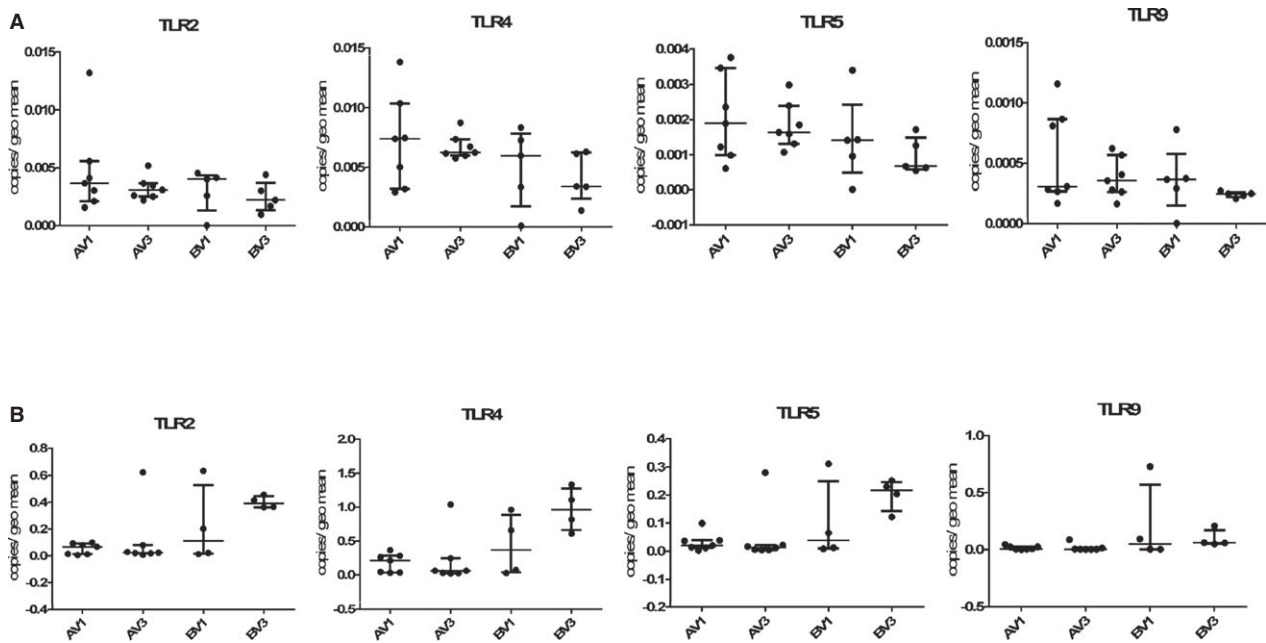 A
TLR2
TLR4
TLR5
TLR9
copies/ geo mean
0.015
0.010
0.005
0.000
AV1
AV3
BV1
BV3
copies/ geo mean
0.015
0.010
0.005
0.000
AV1
AV3
BV1
BV3
copies/ geo mean
0.004
0.003
0.002
0.001
0.000
-0.001
AV1
AV3
BV1
BV3
copies/ geo mean
0.0015
0.0010
0.0005
0.0000
AV1
AV3
BV1
BV3
B
TLR2
TLR4
TLR5
TLR9
copies/ geo mean
0.8
0.6
0.4
0.2
0.0
-0.2
-0.4
AV1
AV3
BV1
BV3
copies/ geo mean
2.0
1.5
1.0
0.5
0.0
-0.5
AV1
AV3
BV1
BV3
copies/ geo mean
0.4
0.3
0.2
0.1
0.0
-0.1
-0.2
AV1
AV3
BV1
BV3
copies/ geo mean
1.0
0.5
0.0
-0.5
AV1
AV3
BV1
BV3